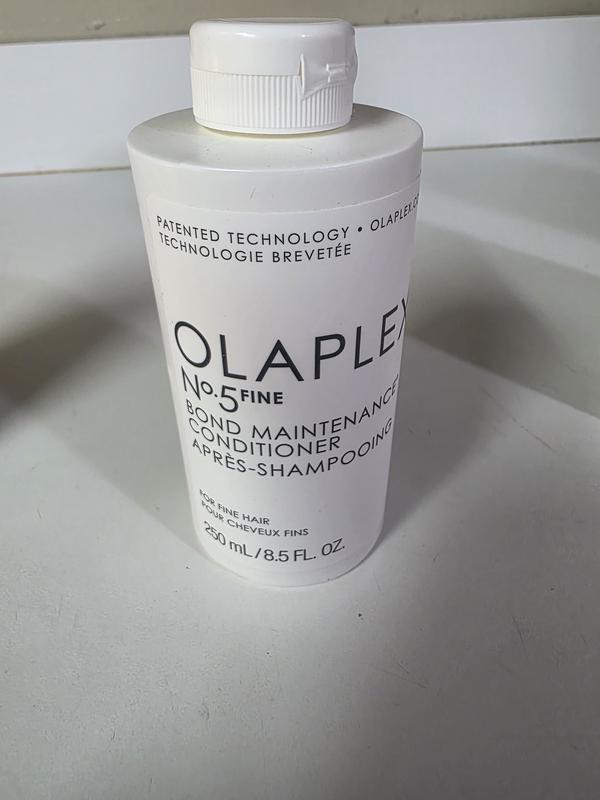 PATENTED TECHNOLOGY • OLAPLEX.C
TECHNOLOGIE BREVETÉE
OLAPLEX
No.5FINE
BOND MAINTENANCE
CONDITIONER
APRÈS-SHAMPOOING
FOR FINE HAIR
POUR CHEVEUX FINS
250 mL/8.5 FL. OZ.